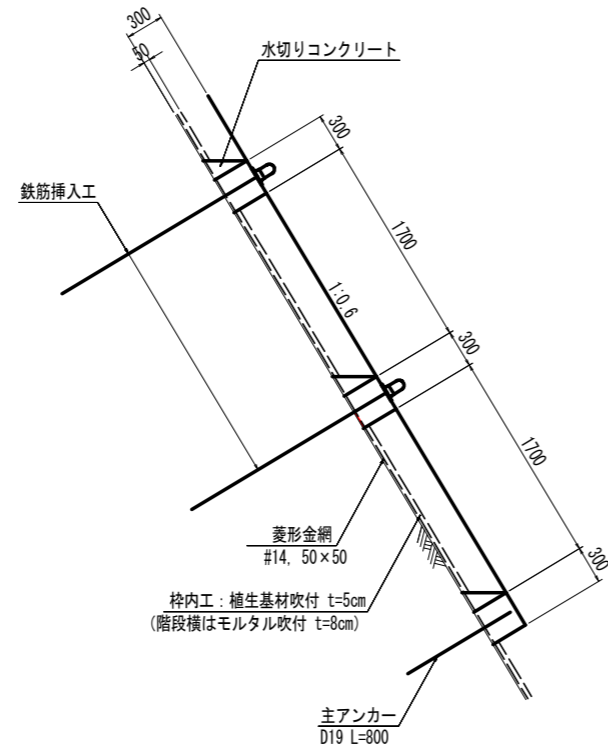 300
50
水切りコンクリート
300
鉄筋挿入工
1700
1:0.6
300
1700
菱形金網
#14, 50×50
300
枠内工：植生基材吹付 t=5cm
(階段横はモルタル吹付 t=8cm)
主アンカー
D19 L=800